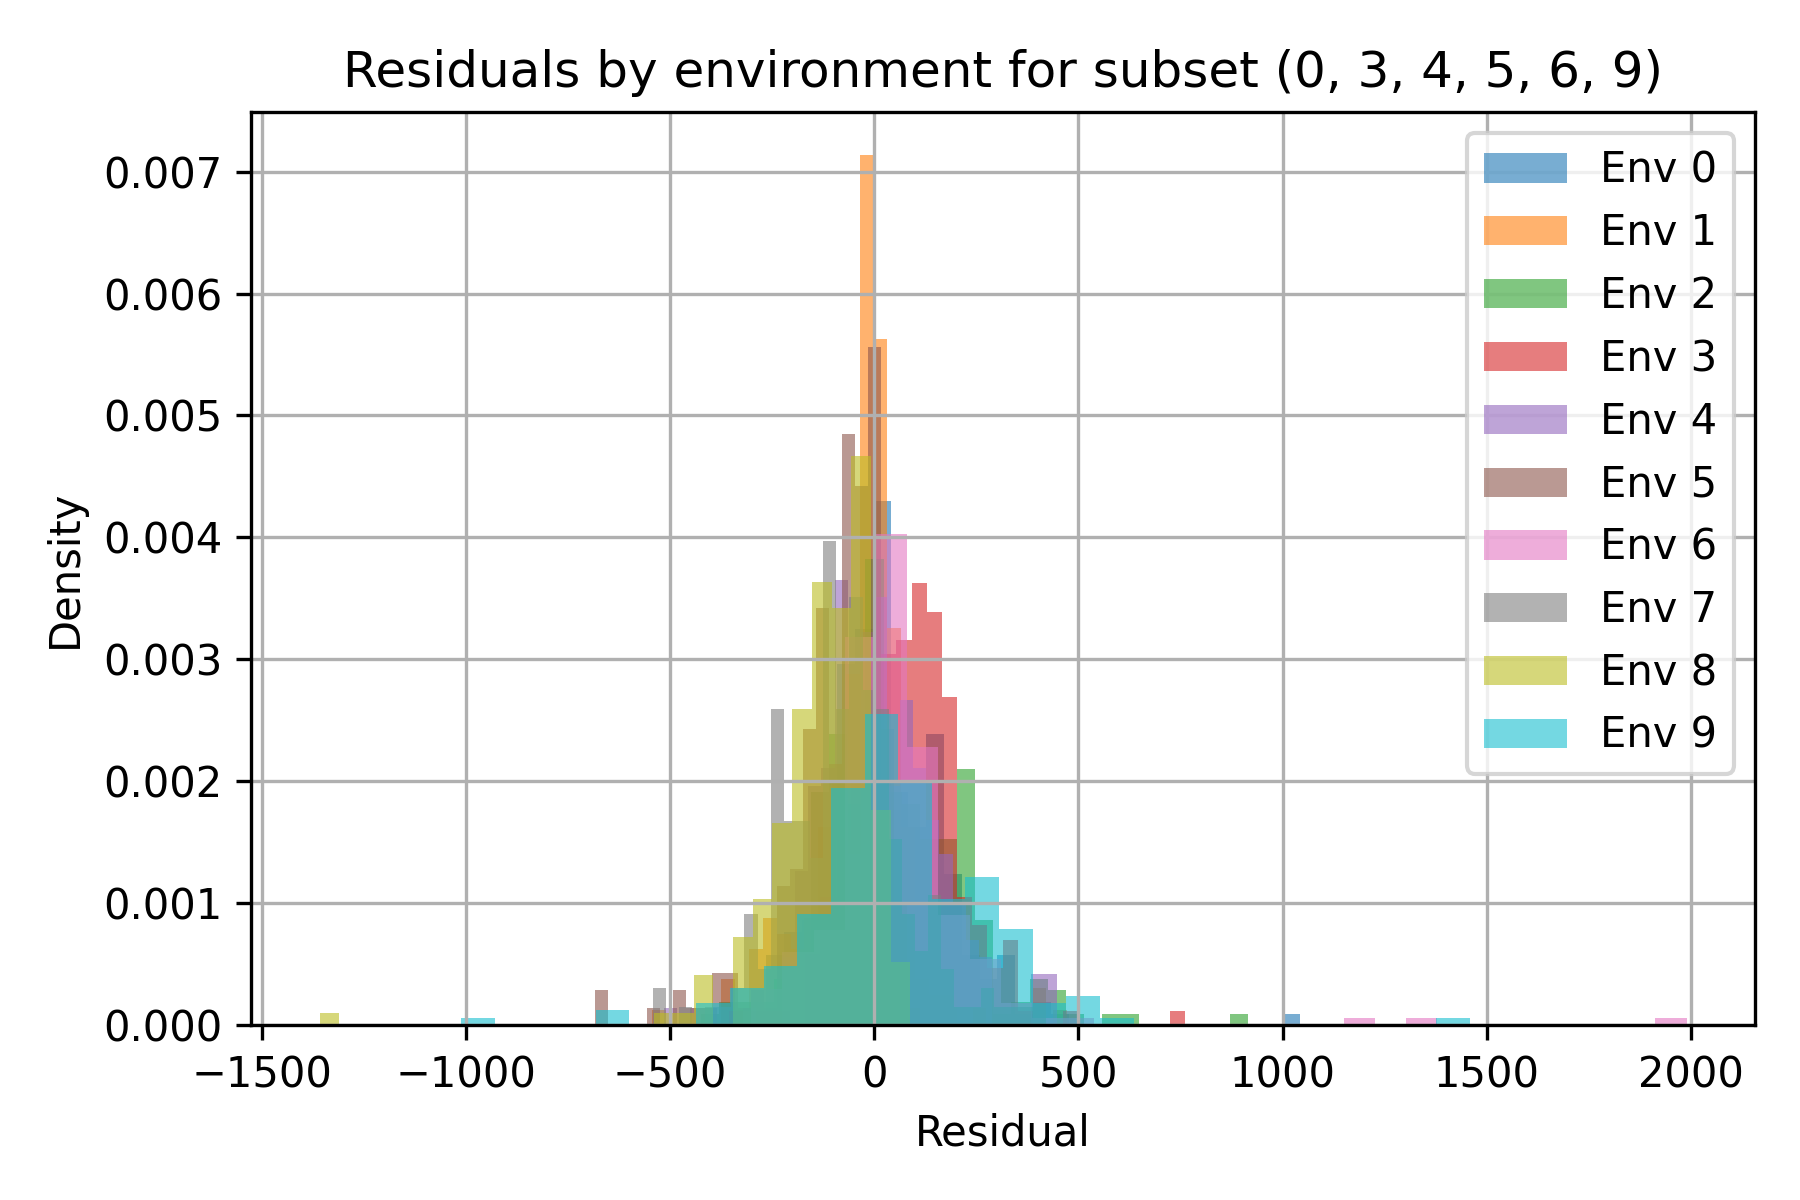 Residuals by environment for subset (0, 3, 4, 5, 6, 9)
0.007
0.006
0.005
0.004
0.003
0.002
0.001
0.000
Density
Env 0
Env 1
Env 2
Env 3
Env 4
Env 5
Env 6
Env 7
Env 8
Env 9
−1500 −1000 −500 0 500 1000 1500 2000
Residual